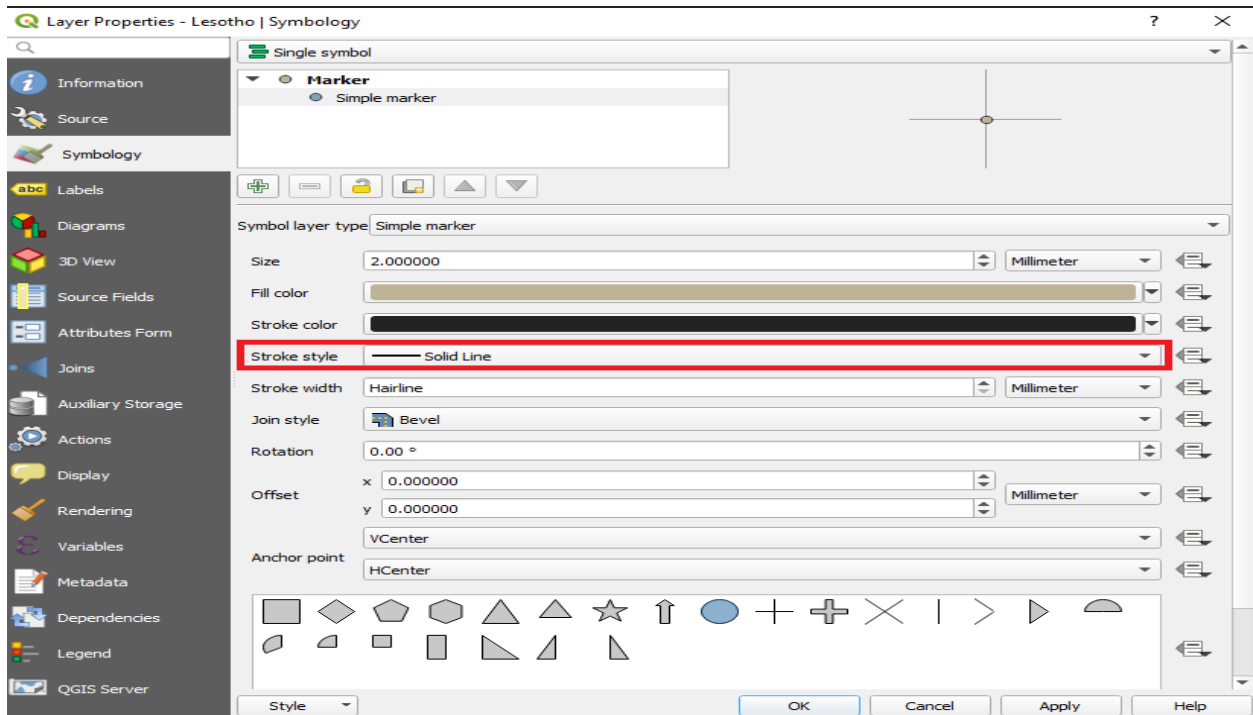 Layer Properties - Lesotho | Symbology
?
Single symbol
Information
Source
Symbology
abc Labels
Diagrams
3D View
Source Fields
Attributes Form
Joins
Auxiliary Storage
Actions
Display
Rendering
Variables
Metadata
Dependencies
Legend
QGIS Server
Marker
Simple marker
Symbol layer type Simple marker
Size 2.000000 Millimeter
Fill color
Stroke color
Stroke style Solid Line
Stroke width Hairline Millimeter
Join style Bevel
Rotation 0.00 °
Offset x 0.000000 Millimeter
y 0.000000
Anchor point VCenter
HCenter
Style OK Cancel Apply Help